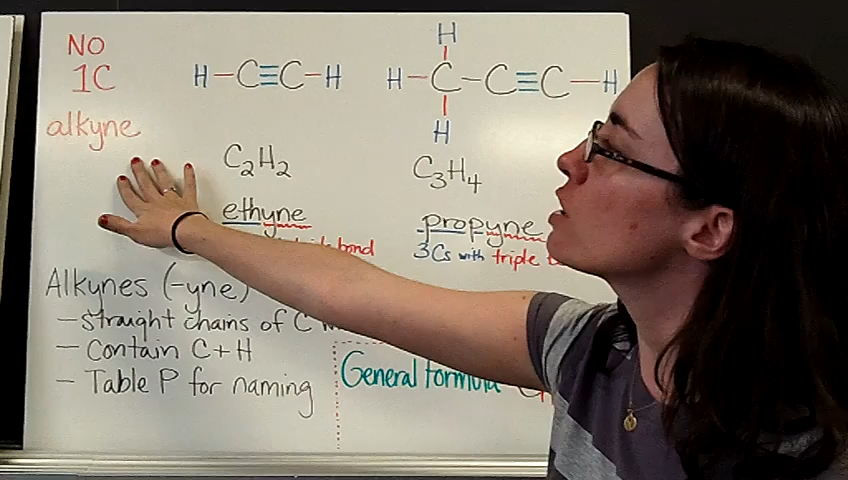 NO
1C
alkyne
H-C≡C-H
C₂H₂
ethyne
bond
H
H-C-C≡C-H
H
C₃H₄
propyne
3Cs with triple
Alkynes (-yne)
- Straight chains of C
- Contain C+H
- Table P for naming
General formula